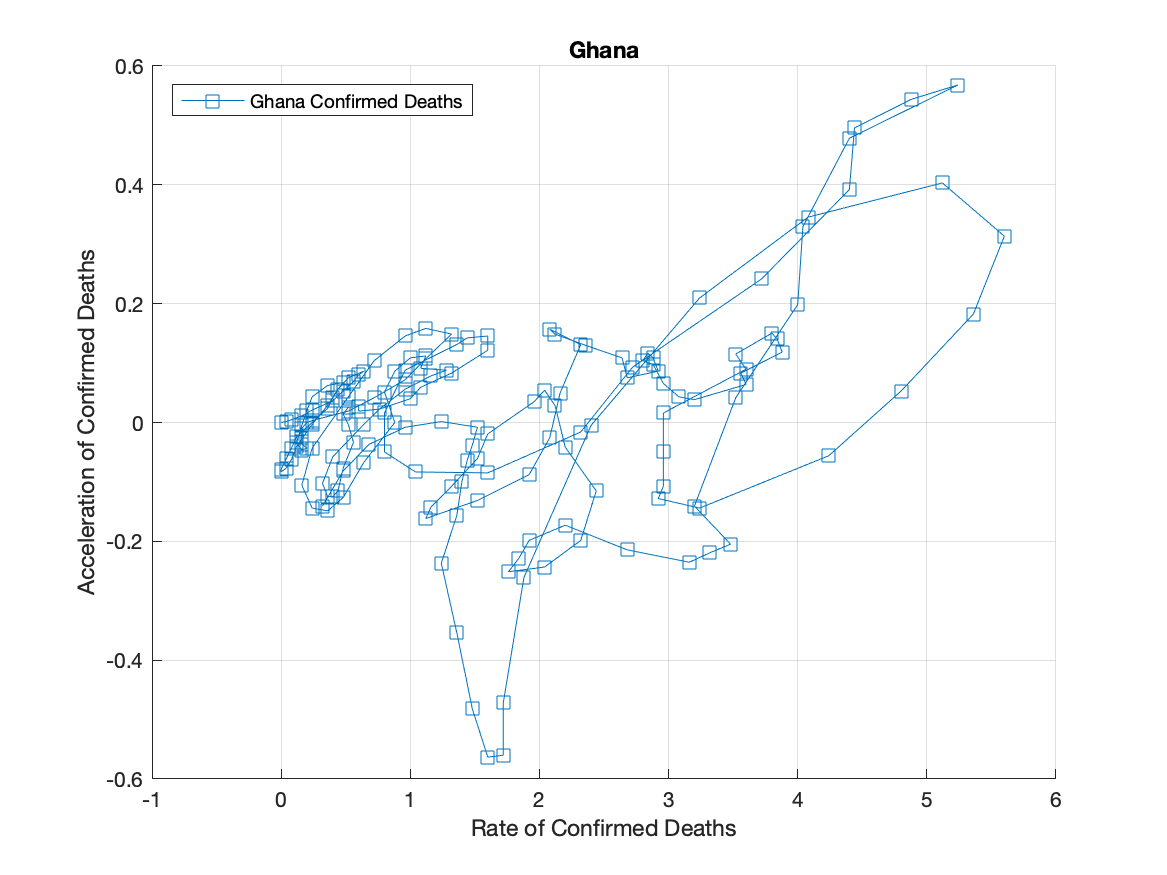 Ghana
Ghana Confirmed Deaths
0.6
0.4
0.2
0
-0.2
-0.4
-0.6
Acceleration of Confirmed Deaths
-1 0 1 2 3 4 5 6
Rate of Confirmed Deaths